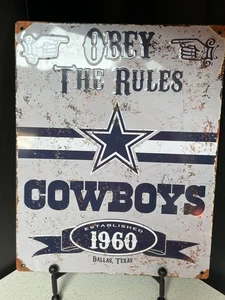 OBEY
THE RULES
COWBOYS
ESTABLISHED
1960
DALLAS, TEXAS